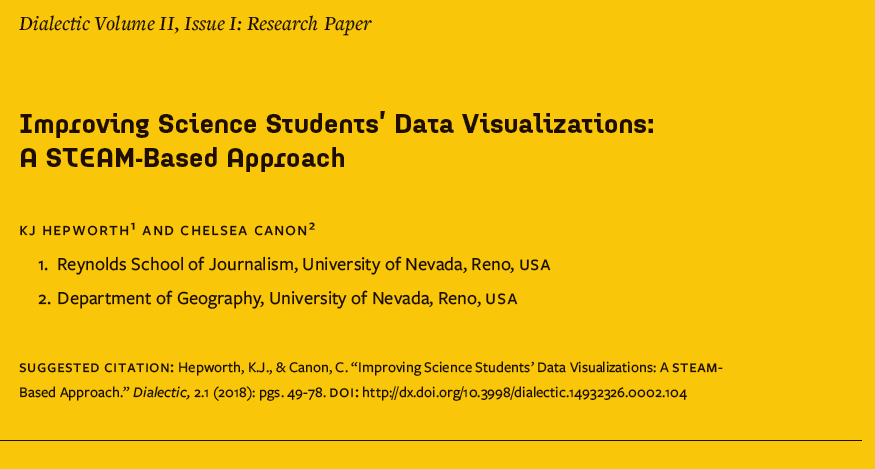 Dialectic Volume II, Issue I: Research Paper
Improving Science Students’ Data Visualizations:
A STEAM-Based Approach
KJ HEPWORTH¹ AND CHELSEA CANON²
1. Reynolds School of Journalism, University of Nevada, Reno, USA
2. Department of Geography, University of Nevada, Reno, USA
SUGGESTED CITATION: Hepworth, K.J., & Canon, C. “Improving Science Students’ Data Visualizations: A STEAM-
Based Approach.” Dialectic, 2.1 (2018): pgs. 49-78. DOI: http://dx.doi.org/10.3998/dialectic.14932326.0002.104